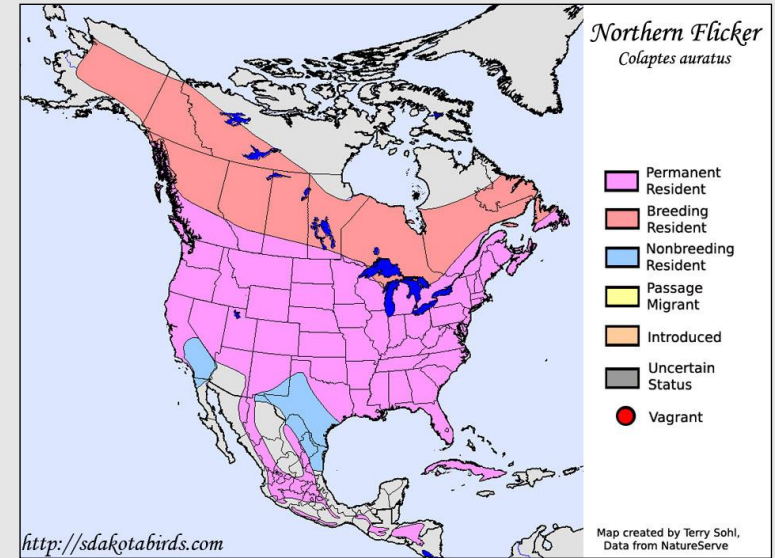 Northern Flicker
Colaptes auratus
Permanent
Resident
Breeding
Resident
Nonbreeding
Resident
Passage
Migrant
Introduced
Uncertain
Status
Vagrant
http://sdakotabirds.com
Map created by Terry Sohl,
Data from NatureServe